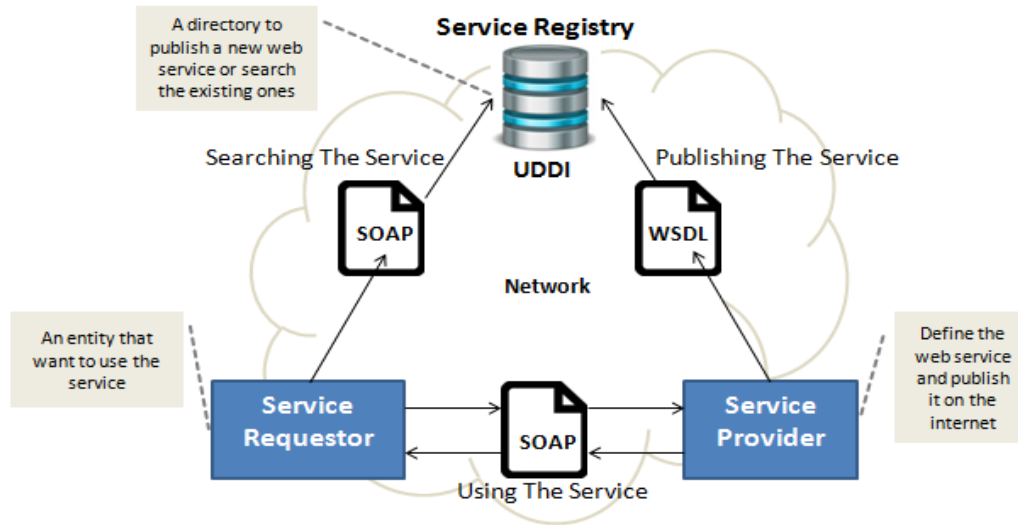 A directory to
publish a new web
service or search
the existing ones
Service Registry
UDDI
Searching The Service
Publishing The Service
SOAP
WSDL
Network
An entity that
want to use the
service
Define the
web service
and publish
it on the
internet
Service
Requestor
SOAP
Service
Provider
Using The Service